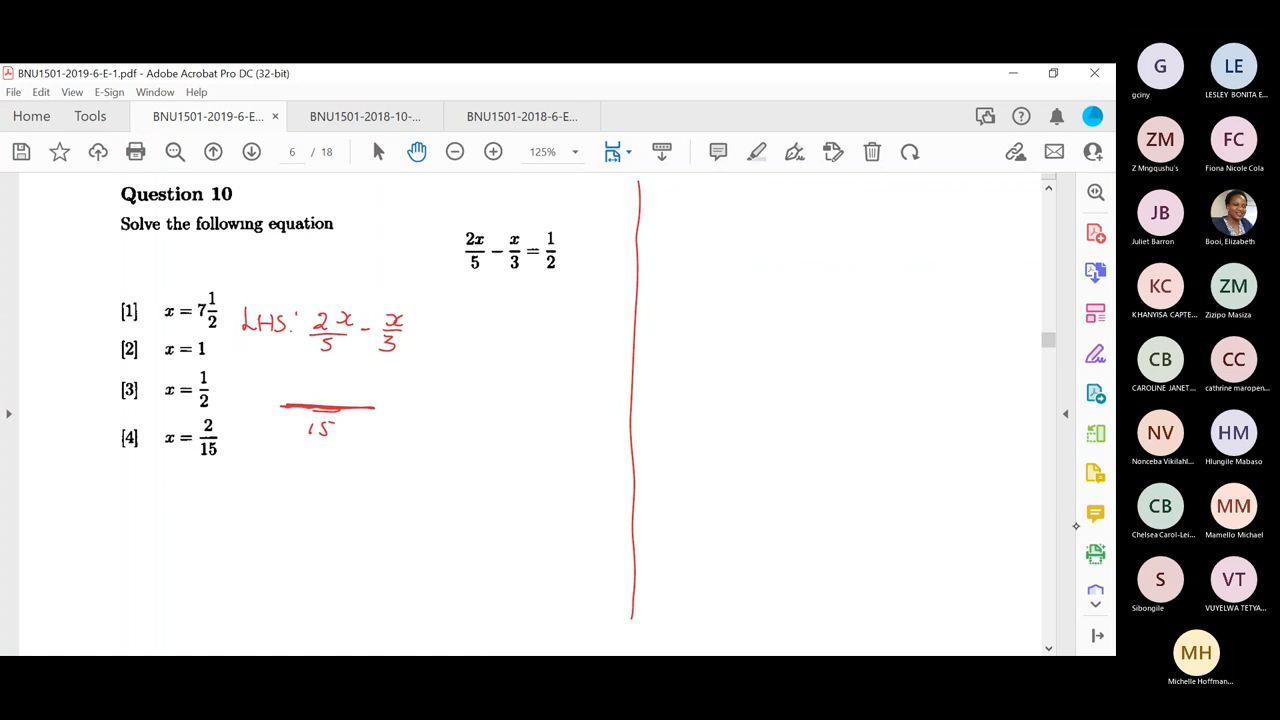 BNU1501-2019-6-E-1.pdf - Adobe Acrobat Pro DC (32-bit)
File Edit View E-Sign Window Help
Home Tools BNU1501-2019-6-E... × BNU1501-2018-10-... BNU1501-2018-6-E...
6 / 18 125%
Question 10
Solve the following equation
2x/5 − x/3 = 1/2
[1] x = 7 1/2
[2] x = 1
[3] x = 1/2
[4] x = 2/15
LHS: 2x/5 - x/3
15
G LE
gciny LESLEY BONITA E...
ZM FC
Z Mngqushu's Fiona Nicole Cola
JB
Juliet Barron Booi, Elizabeth
KC ZM
KHANYISA CAPTE... Zizipo Masiza
CB CC
CAROLINE JANET... cathrine maropen...
NV HM
Nonceba Vikilahl... Hlungile Mabaso
CB MM
Chelsea Carol-Lei... Mamello Michael
S VT
Sibongile VUYELWA TETYA...
MH
Michelle Hoffman...